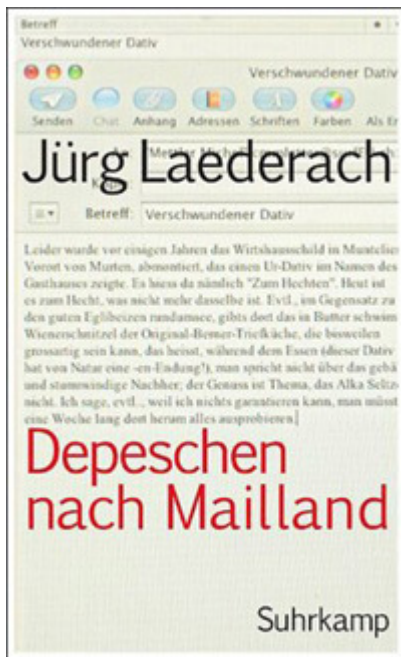 Betreff
Verschwundener Dativ
Verschwundener Dativ
Senden Chat Anhang Adressen Schriften Farben Als Er
Jürg Laederach
Betreff: Verschwundener Dativ
Leider wurde vor einigen Jahren das Wirtshausschild in Muntelier
Vorort von Murten, abmontiert, das einen Ur-Dativ im Namen des
Gasthauses zeigte. Es hiess da nämlich "Zum Hechten". Heut ist
es zum Hecht, was nicht mehr dasselbe ist. Evtl., im Gegensatz zu
den guten Eglibeizen rundumsee, gibts dort das in Butter schwim
Wienerschnitzel der Original-Berner-Triefküche, die bisweilen
grossartig sein kann, das heisst, während dem Essen (dieser Dativ
hat von Natur eine -en-Endung!), man spricht nicht über das gebä
und sturmwindige Nachher; der Genuss ist Thema, das Alka Seltz
nicht. Ich sage, evtl., weil ich nichts garantieren kann, man müsst
eine Woche lang dort herum alles ausprobieren.
Depeschen
nach Mailland
Suhrkamp